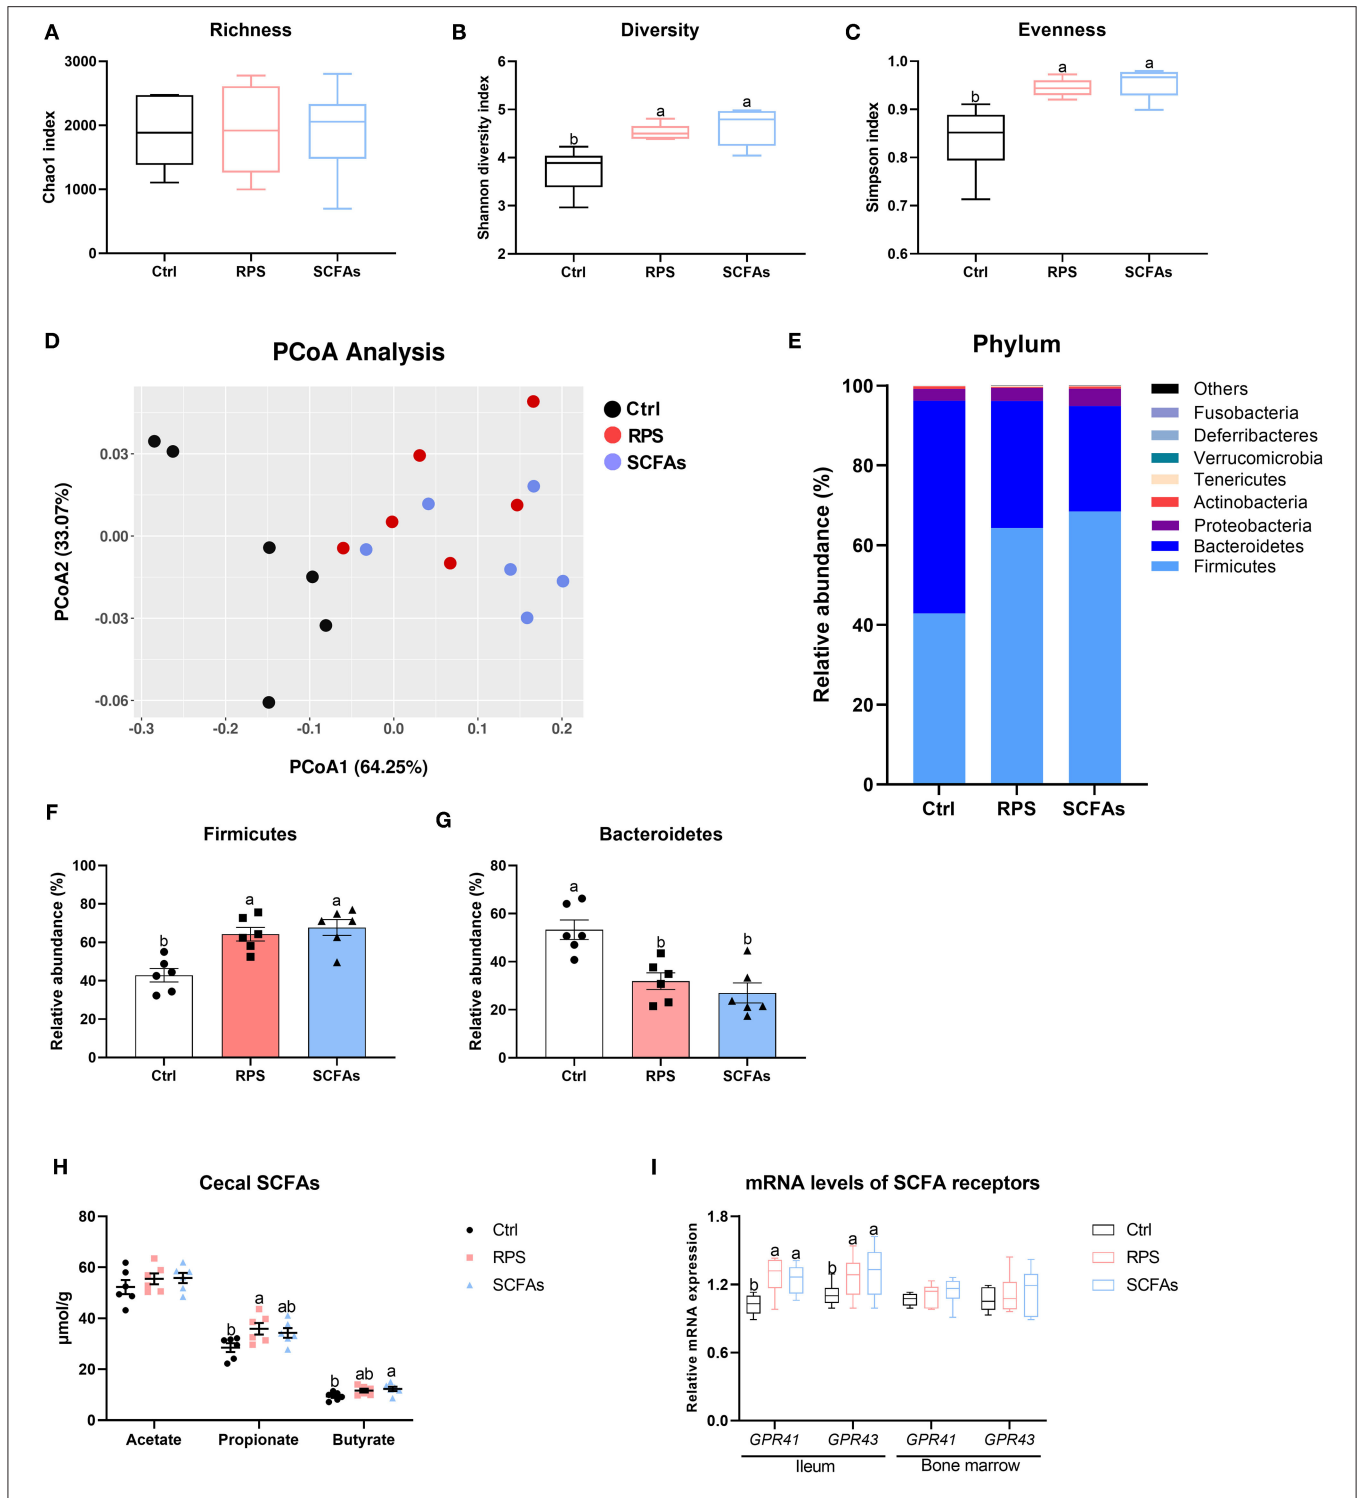 A
Richness
3000
2000
1000
0
Chao1 index
Ctrl
RPS
SCFAs
B
Diversity
6
5
4
3
2
Shannon diversity index
b
a
a
Ctrl
RPS
SCFAs
C
Evenness
1.0
0.9
0.8
0.7
0.6
Simpson index
b
a
a
Ctrl
RPS
SCFAs
D
PCoA Analysis
0.03
0.00
-0.03
-0.06
PCoA2 (33.07%)
-0.3
-0.2
-0.1
0.0
0.1
0.2
PCoA1 (64.25%)
Ctrl
RPS
SCFAs
E
Phylum
100
80
60
40
20
0
Relative abundance (%)
Ctrl
RPS
SCFAs
Others
Fusobacteria
Deferribacteres
Verrucomicrobia
Tenericutes
Actinobacteria
Proteobacteria
Bacteroidetes
Firmicutes
F
Firmicutes
100
80
60
40
20
0
Relative abundance (%)
b
a
a
Ctrl
RPS
SCFAs
G
Bacteroidetes
80
60
40
20
0
Relative abundance (%)
a
b
b
Ctrl
RPS
SCFAs
H
Cecal SCFAs
80
60
40
20
0
μmol/g
b
a
ab
b
ab
a
Acetate
Propionate
Butyrate
Ctrl
RPS
SCFAs
I
mRNA levels of SCFA receptors
1.8
1.2
0.6
0.0
Relative mRNA expression
b
a
a
b
a
a
GPR41
GPR43
GPR41
GPR43
Ileum
Bone marrow
Ctrl
RPS
SCFAs